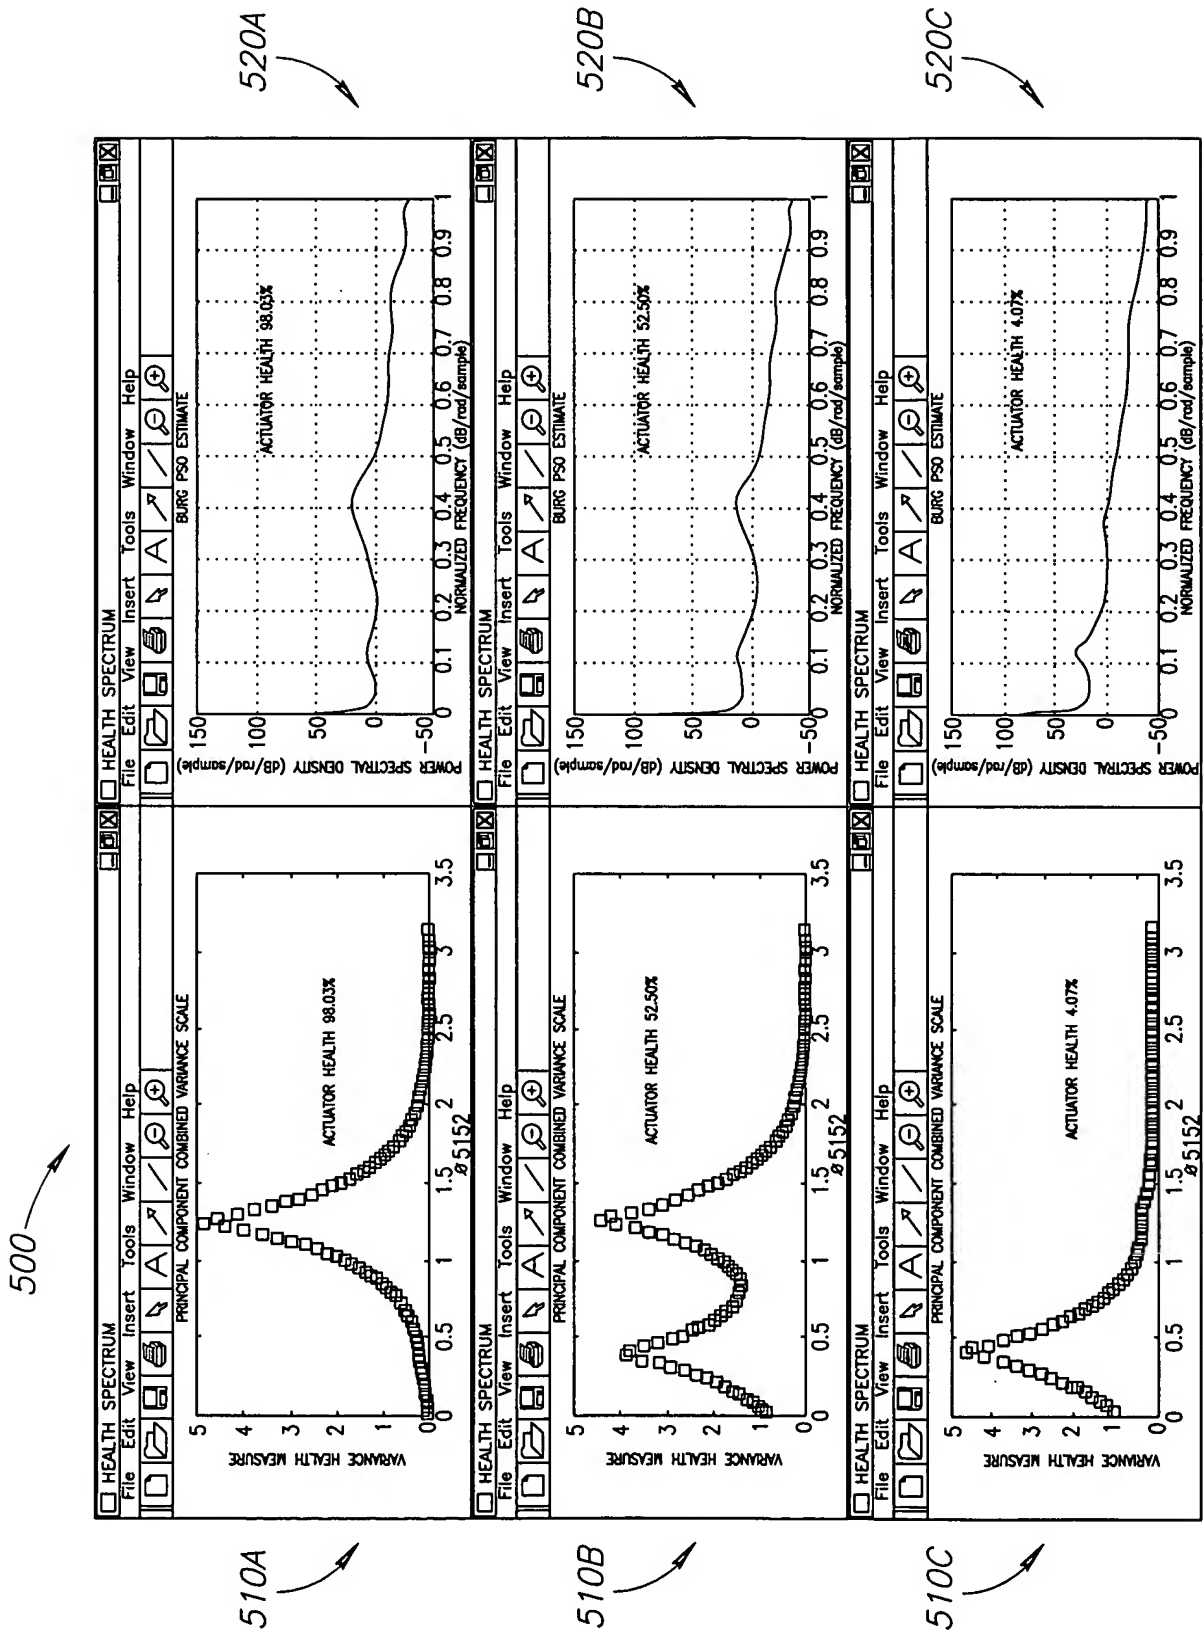 500
510A
520A
HEALTH SPECTRUM
File Edit View Insert Tools Window Help
PRINCIPAL COMPONENT COMBINED VARIANCE SCALE
VARIANCE HEALTH MEASURE
5
4
3
2
1
0
ACTUATOR HEALTH 98.03%
0 0.5 1 1.5 2 2.5 3 3.5
ø5152
HEALTH SPECTRUM
File Edit View Insert Tools Window Help
BURG PSO ESTIMATE
POWER SPECTRAL DENSITY (dB/rad/sample)
150
100
50
0
-50
ACTUATOR HEALTH 98.03%
0 0.1 0.2 0.3 0.4 0.5 0.6 0.7 0.8 0.9 1
NORMALIZED FREQUENCY (dB/rad/sample)
510B
520B
HEALTH SPECTRUM
File Edit View Insert Tools Window Help
PRINCIPAL COMPONENT COMBINED VARIANCE SCALE
VARIANCE HEALTH MEASURE
5
4
3
2
1
0
ACTUATOR HEALTH 52.50%
0 0.5 1 1.5 2 2.5 3 3.5
ø5152
HEALTH SPECTRUM
File Edit View Insert Tools Window Help
BURG PSO ESTIMATE
POWER SPECTRAL DENSITY (dB/rad/sample)
150
100
50
0
-50
ACTUATOR HEALTH 52.50%
0 0.1 0.2 0.3 0.4 0.5 0.6 0.7 0.8 0.9 1
NORMALIZED FREQUENCY (dB/rad/sample)
510C
520C
HEALTH SPECTRUM
File Edit View Insert Tools Window Help
PRINCIPAL COMPONENT COMBINED VARIANCE SCALE
VARIANCE HEALTH MEASURE
5
4
3
2
1
0
ACTUATOR HEALTH 4.07%
0 0.5 1 1.5 2 2.5 3 3.5
ø5152
HEALTH SPECTRUM
File Edit View Insert Tools Window Help
BURG PSO ESTIMATE
POWER SPECTRAL DENSITY (dB/rad/sample)
150
100
50
0
-50
ACTUATOR HEALTH 4.07%
0 0.1 0.2 0.3 0.4 0.5 0.6 0.7 0.8 0.9 1
NORMALIZED FREQUENCY (dB/rad/sample)